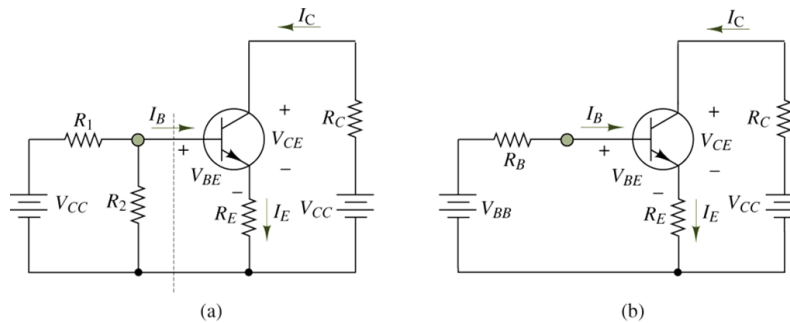 I_C
R_1
I_B
+
+
R_C
V_CE
−
V_BE
−
V_CC
R_2
R_E
I_E
V_CC
(a)
I_C
I_B
+
+
R_C
R_B
V_CE
−
V_BE
−
V_BB
R_E
I_E
V_CC
(b)